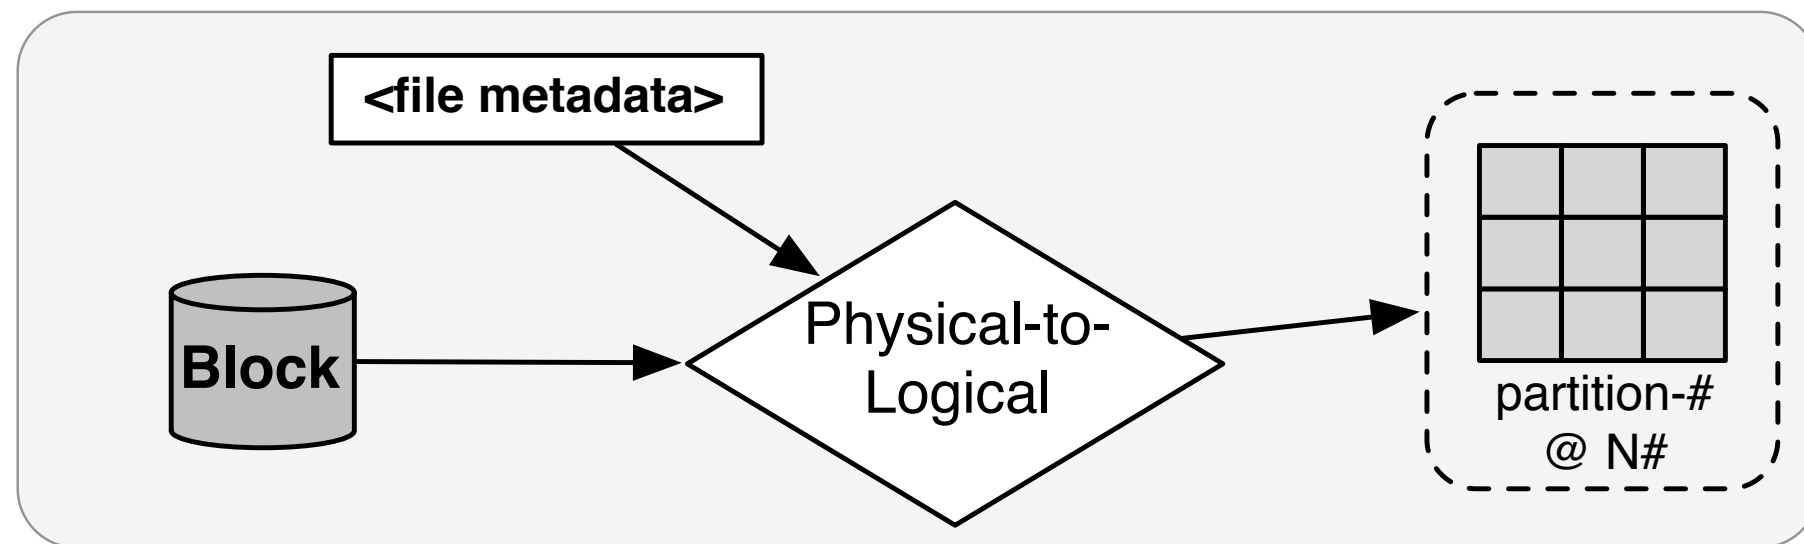 <file metadata>
Block
Physical-to-
Logical
partition-#
@ N#